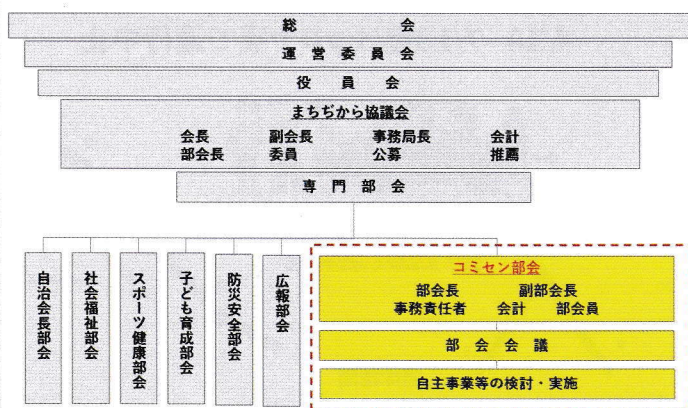 総会
運営委員会
役員会
まちぢから協議会
会長 副会長 事務局長 会計
部会長 委員 公募 推薦
専門部会
自治会長部会
社会福祉部会
スポーツ健康部会
子ども育成部会
防災安全部会
広報部会
コミセン部会
部会長 副部会長
事務責任者 会計 部会員
部会会議
自主事業等の検討・実施